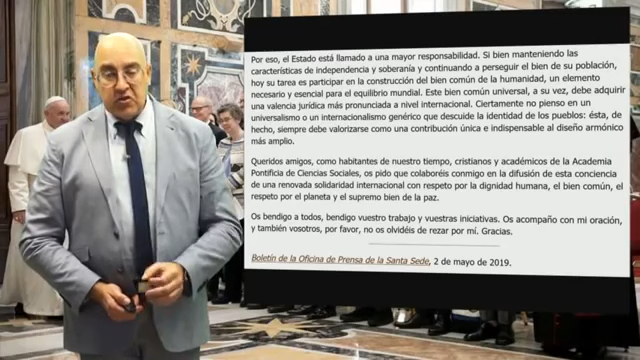 Por eso, el Estado está llamado a una mayor responsabilidad. Si bien manteniendo las
características de independencia y soberanía y continuando a perseguir el bien de su población,
hoy su tarea es participar en la construcción del bien común de la humanidad, un elemento
necesario y esencial para el equilibrio mundial. Este bien común universal, a su vez, debe adquirir
una valencia jurídica más pronunciada a nivel internacional. Ciertamente no pienso en un
universalismo o un internacionalismo genérico que descuide la identidad de los pueblos: ésta, de
hecho, siempre debe valorizarse como una contribución única e indispensable al diseño armónico
más amplio.
Queridos amigos, como habitantes de nuestro tiempo, cristianos y académicos de la Academia
Pontificia de Ciencias Sociales, os pido que colaboréis conmigo en la difusión de esta conciencia
de una renovada solidaridad internacional con respeto por la dignidad humana, el bien común, el
respeto por el planeta y el supremo bien de la paz.
Os bendigo a todos, bendigo vuestro trabajo y vuestras iniciativas. Os acompaño con mi oración,
y también vosotros, por favor, no os olvidéis de rezar por mí. Gracias.
Boletín de la Oficina de Prensa de la Santa Sede, 2 de mayo de 2019.